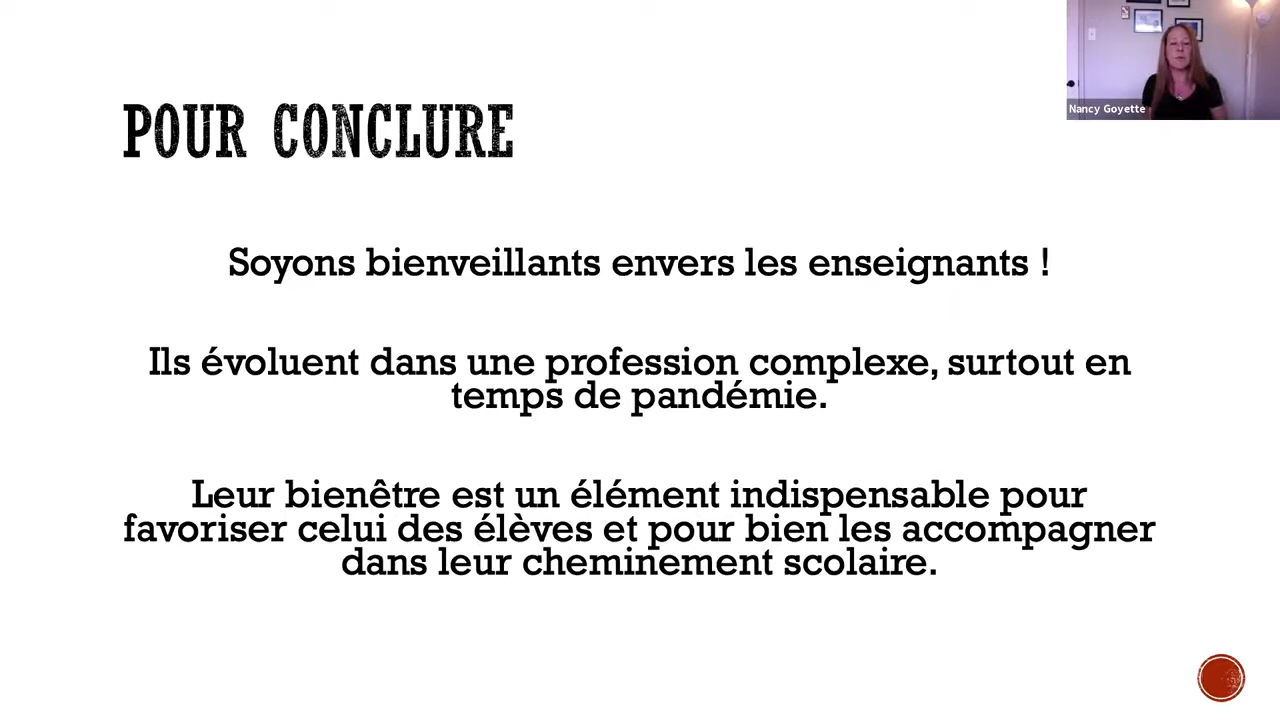 Nancy Goyette
POUR CONCLURE
Soyons bienveillants envers les enseignants !
Ils évoluent dans une profession complexe, surtout en
temps de pandémie.
Leur bienêtre est un élément indispensable pour
favoriser celui des élèves et pour bien les accompagner
dans leur cheminement scolaire.